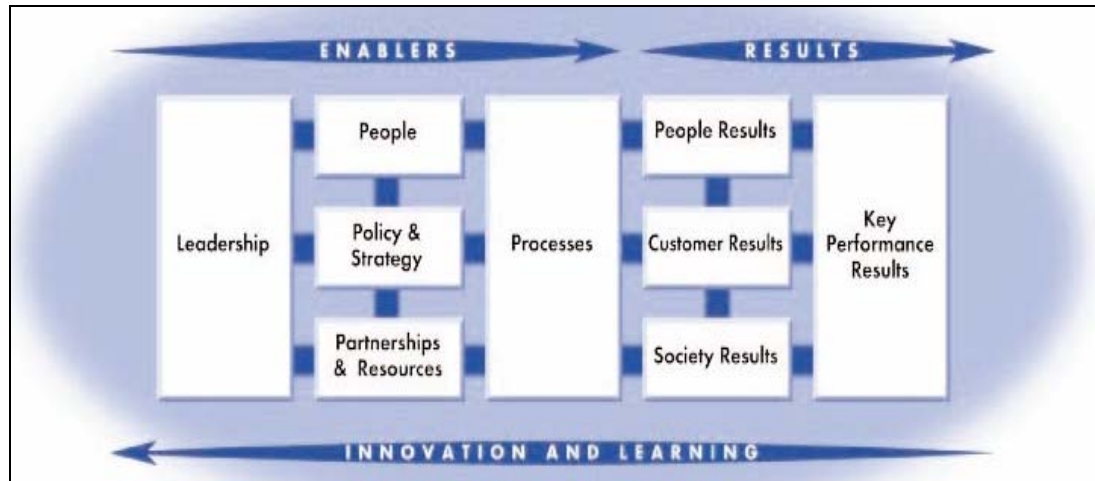 ENABLERS
RESULTS
Leadership
People
Policy &
Strategy
Partnerships
& Resources
Processes
People Results
Customer Results
Society Results
Key
Performance
Results
INNOVATION AND LEARNING